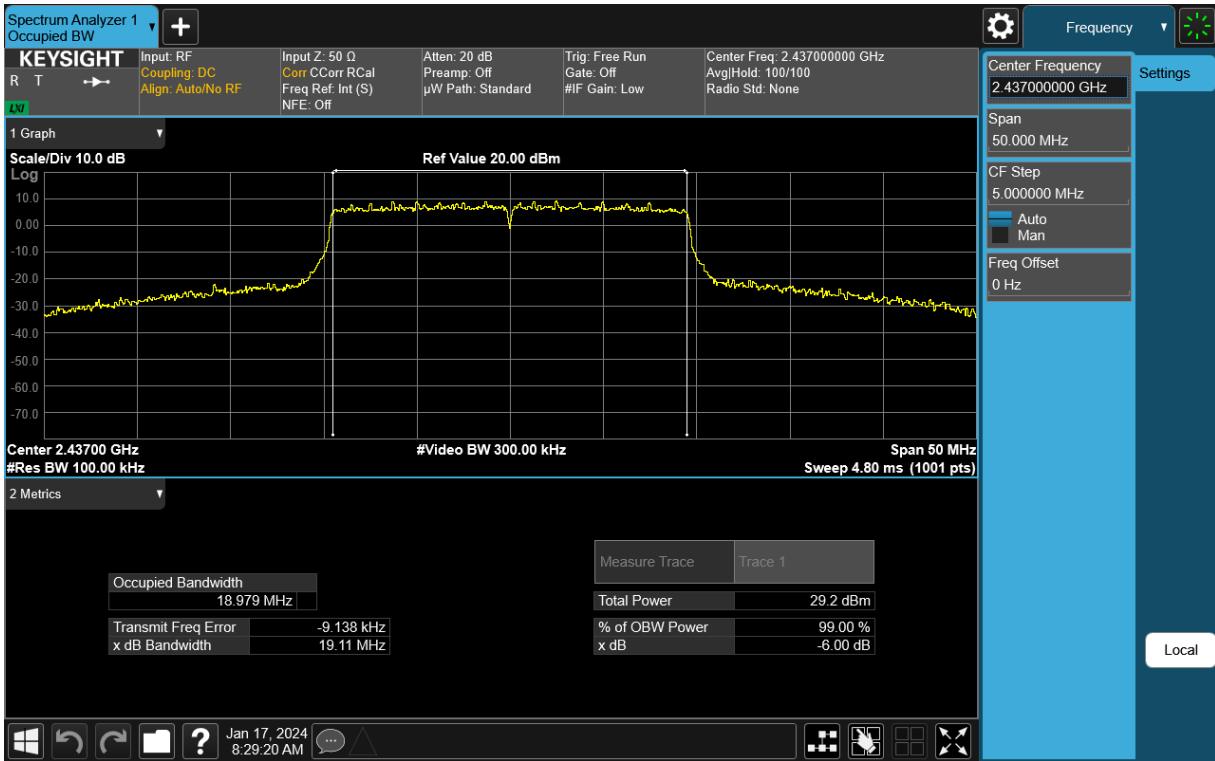 Spectrum Analyzer 1
Occupied BW
Frequency
KEYSIGHT
R T
LXI
Input: RF
Coupling: DC
Align: Auto/No RF
Input Z: 50 Ω
Corr CCorr RCal
Freq Ref: Int (S)
NFE: Off
Atten: 20 dB
Preamp: Off
µW Path: Standard
Trig: Free Run
Gate: Off
#IF Gain: Low
Center Freq: 2.437000000 GHz
Avg|Hold: 100/100
Radio Std: None
Center Frequency
2.437000000 GHz
Settings
Span
50.000 MHz
CF Step
5.000000 MHz
Auto
Man
Freq Offset
0 Hz
Local
1 Graph
Scale/Div 10.0 dB
Ref Value 20.00 dBm
Log
10.0
0.00
-10.0
-20.0
-30.0
-40.0
-50.0
-60.0
-70.0
Center 2.43700 GHz
#Video BW 300.00 kHz
Span 50 MHz
#Res BW 100.00 kHz
Sweep 4.80 ms (1001 pts)
2 Metrics
Measure Trace Trace 1
Occupied Bandwidth
18.979 MHz
Total Power 29.2 dBm
Transmit Freq Error -9.138 kHz
% of OBW Power 99.00 %
x dB Bandwidth 19.11 MHz
x dB -6.00 dB
?
Jan 17, 2024
8:29:20 AM